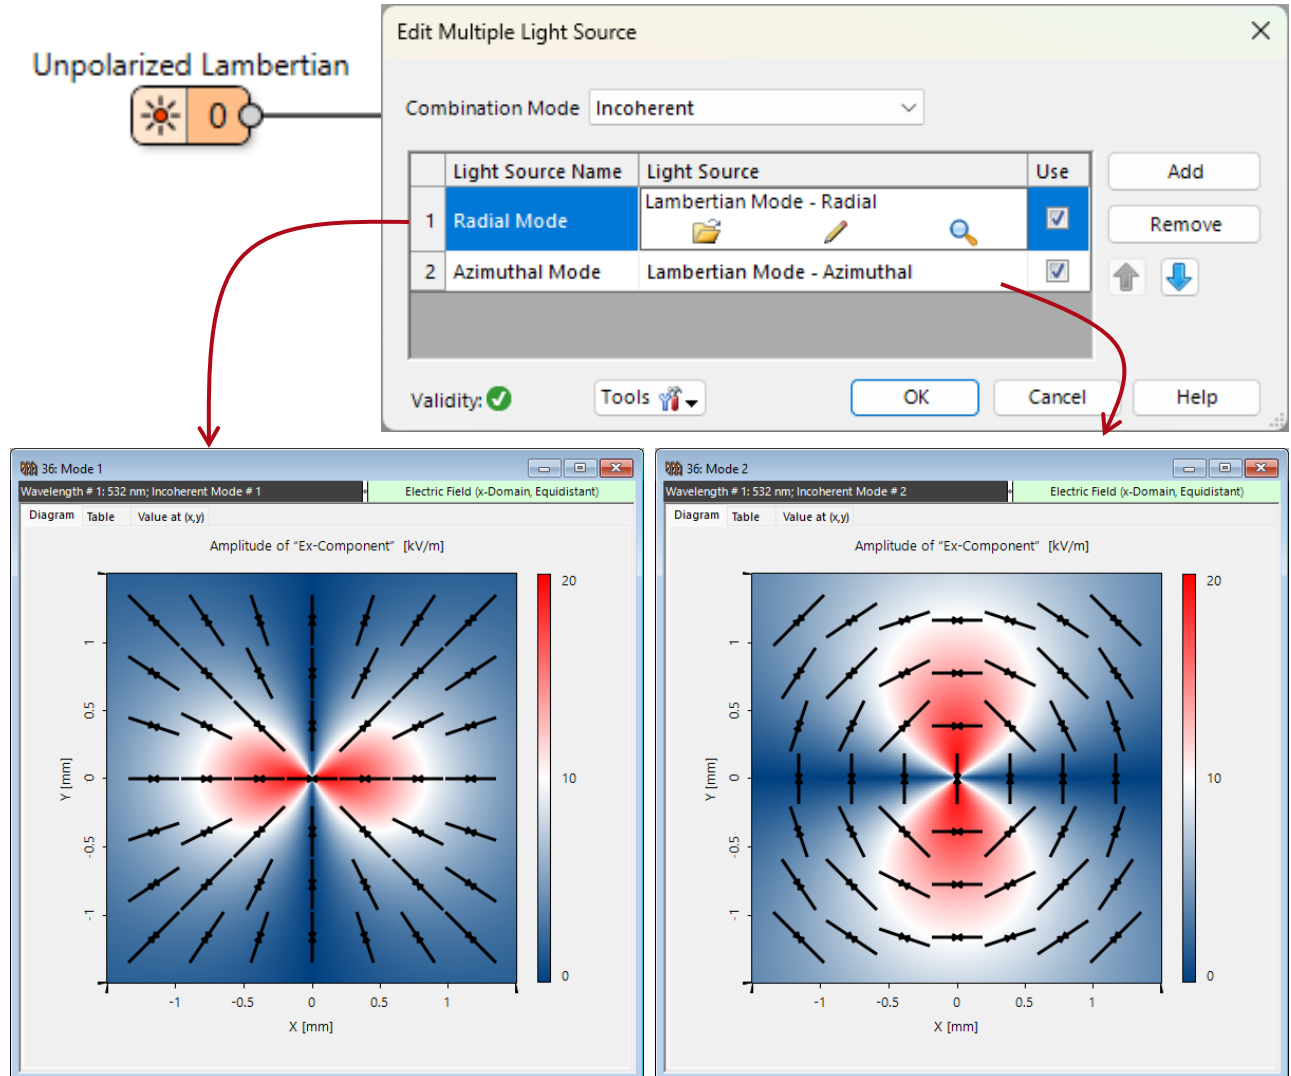 Unpolarized Lambertian
0
Edit Multiple Light Source
Combination Mode Incoherent
Light Source Name Light Source Use
1 Radial Mode Lambertian Mode - Radial
2 Azimuthal Mode Lambertian Mode - Azimuthal
Add
Remove
Validity: Tools OK Cancel Help
36: Mode 1
Wavelength # 1: 532 nm; Incoherent Mode # 1 Electric Field (x-Domain, Equidistant)
Diagram Table Value at (x,y)
Amplitude of "Ex-Component" [kV/m]
20
10
0
Y [mm]
1
0.5
0
-0.5
-1
-1 -0.5 0 0.5 1
X [mm]
36: Mode 2
Wavelength # 1: 532 nm; Incoherent Mode # 2 Electric Field (x-Domain, Equidistant)
Diagram Table Value at (x,y)
Amplitude of "Ex-Component" [kV/m]
20
10
0
Y [mm]
1
0.5
0
-0.5
-1
-1 -0.5 0 0.5 1
X [mm]